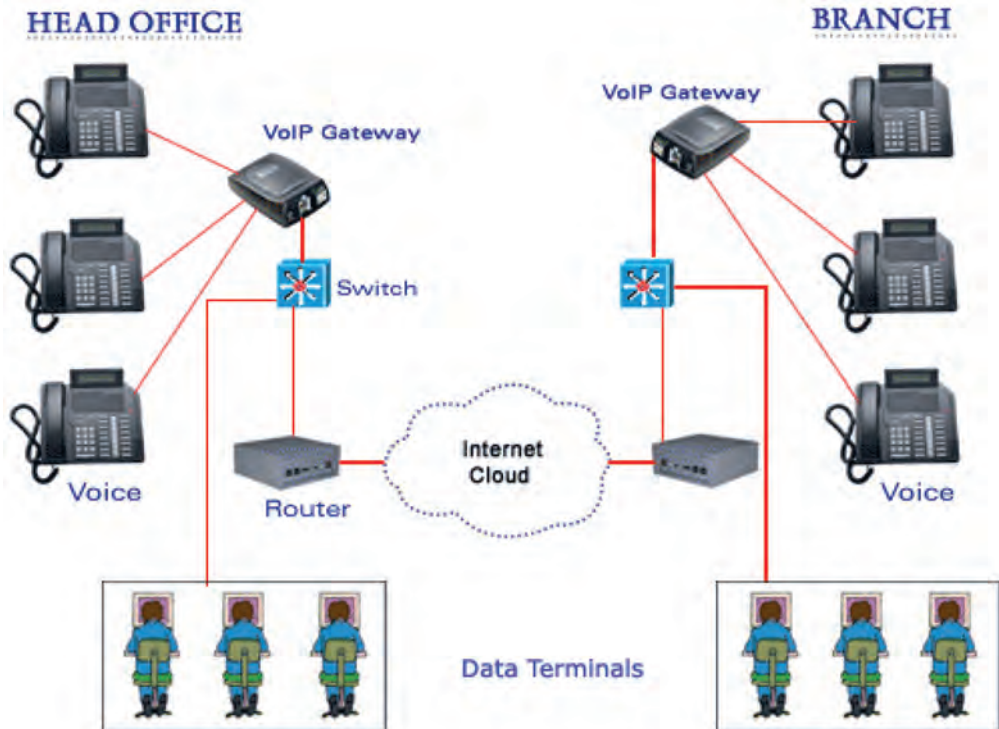 HEAD OFFICE
BRANCH
VoIP Gateway
VoIP Gateway
Switch
Internet
Cloud
Voice
Router
Voice
Data Terminals